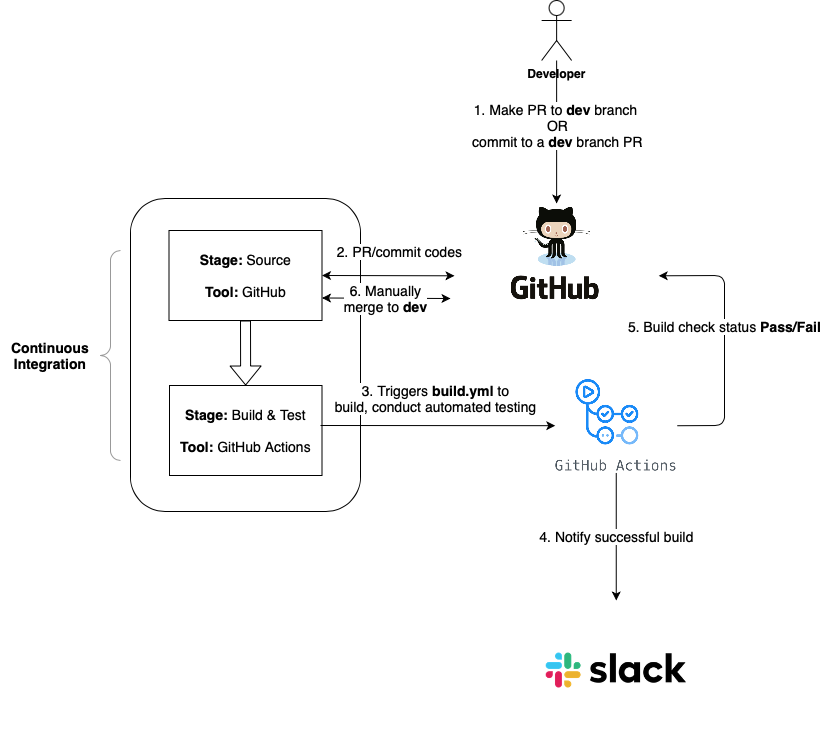 Developer
1. Make PR to dev branch
OR
commit to a dev branch PR
GitHub
Stage: Source
Tool: GitHub
2. PR/commit codes
6. Manually
merge to dev
5. Build check status Pass/Fail
Continuous
Integration
Stage: Build & Test
Tool: GitHub Actions
3. Triggers build.yml to
build, conduct automated testing
GitHub Actions
4. Notify successful build
slack